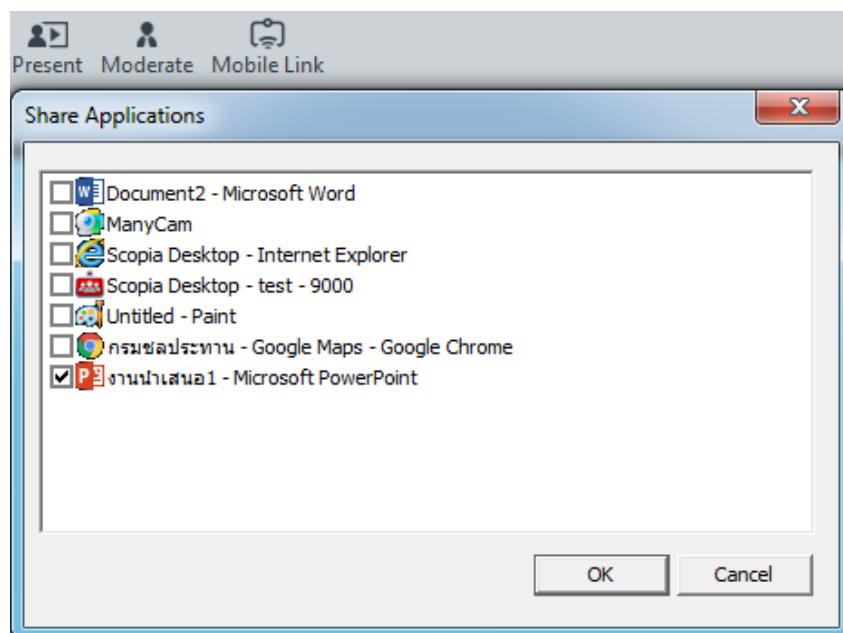 Present Moderate Mobile Link
Share Applications
Document2 - Microsoft Word
ManyCam
Scopia Desktop - Internet Explorer
Scopia Desktop - test - 9000
Untitled - Paint
กรมชลประทาน - Google Maps - Google Chrome
งานนำเสนอ1 - Microsoft PowerPoint
OK Cancel